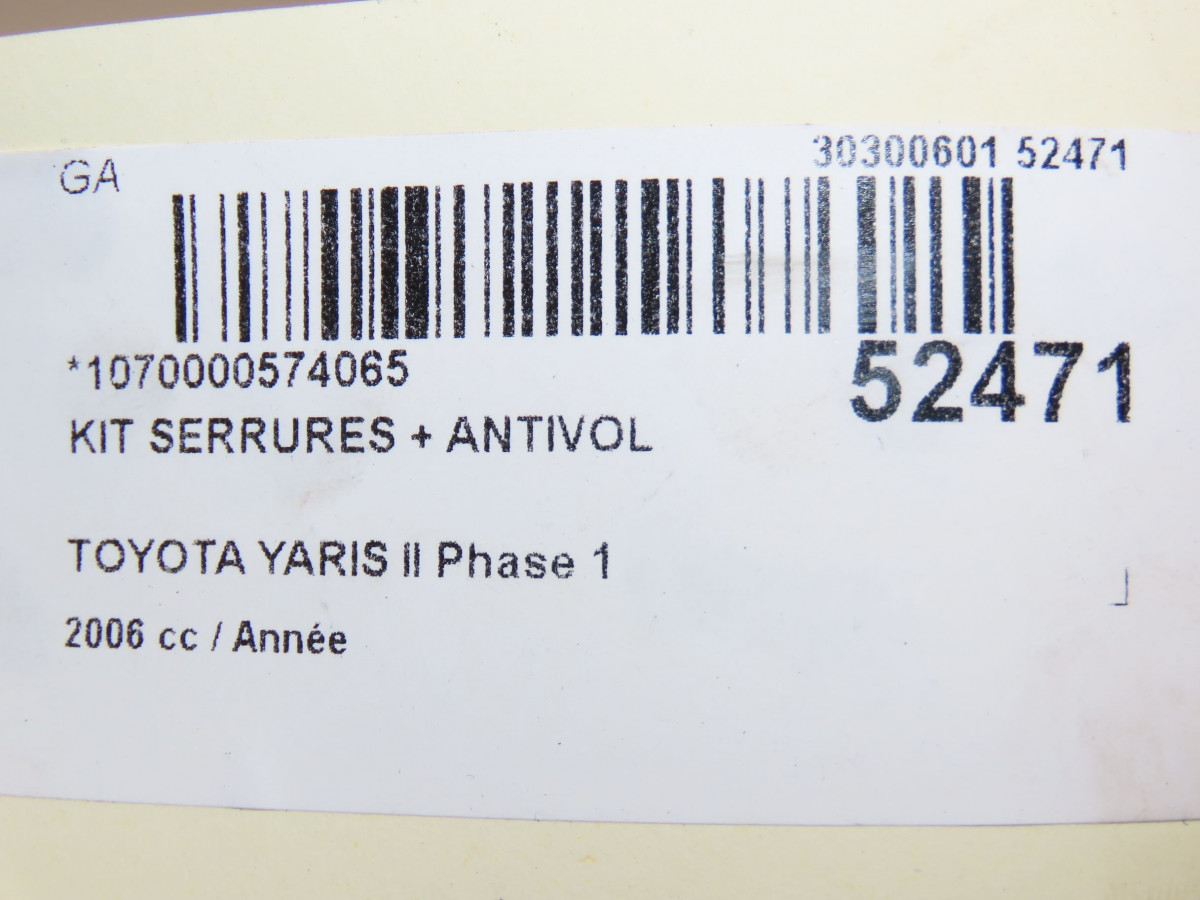 GA
30300601 52471
*1070000574065
52471
KIT SERRURES + ANTIVOL
TOYOTA YARIS II Phase 1
2006 cc / Année